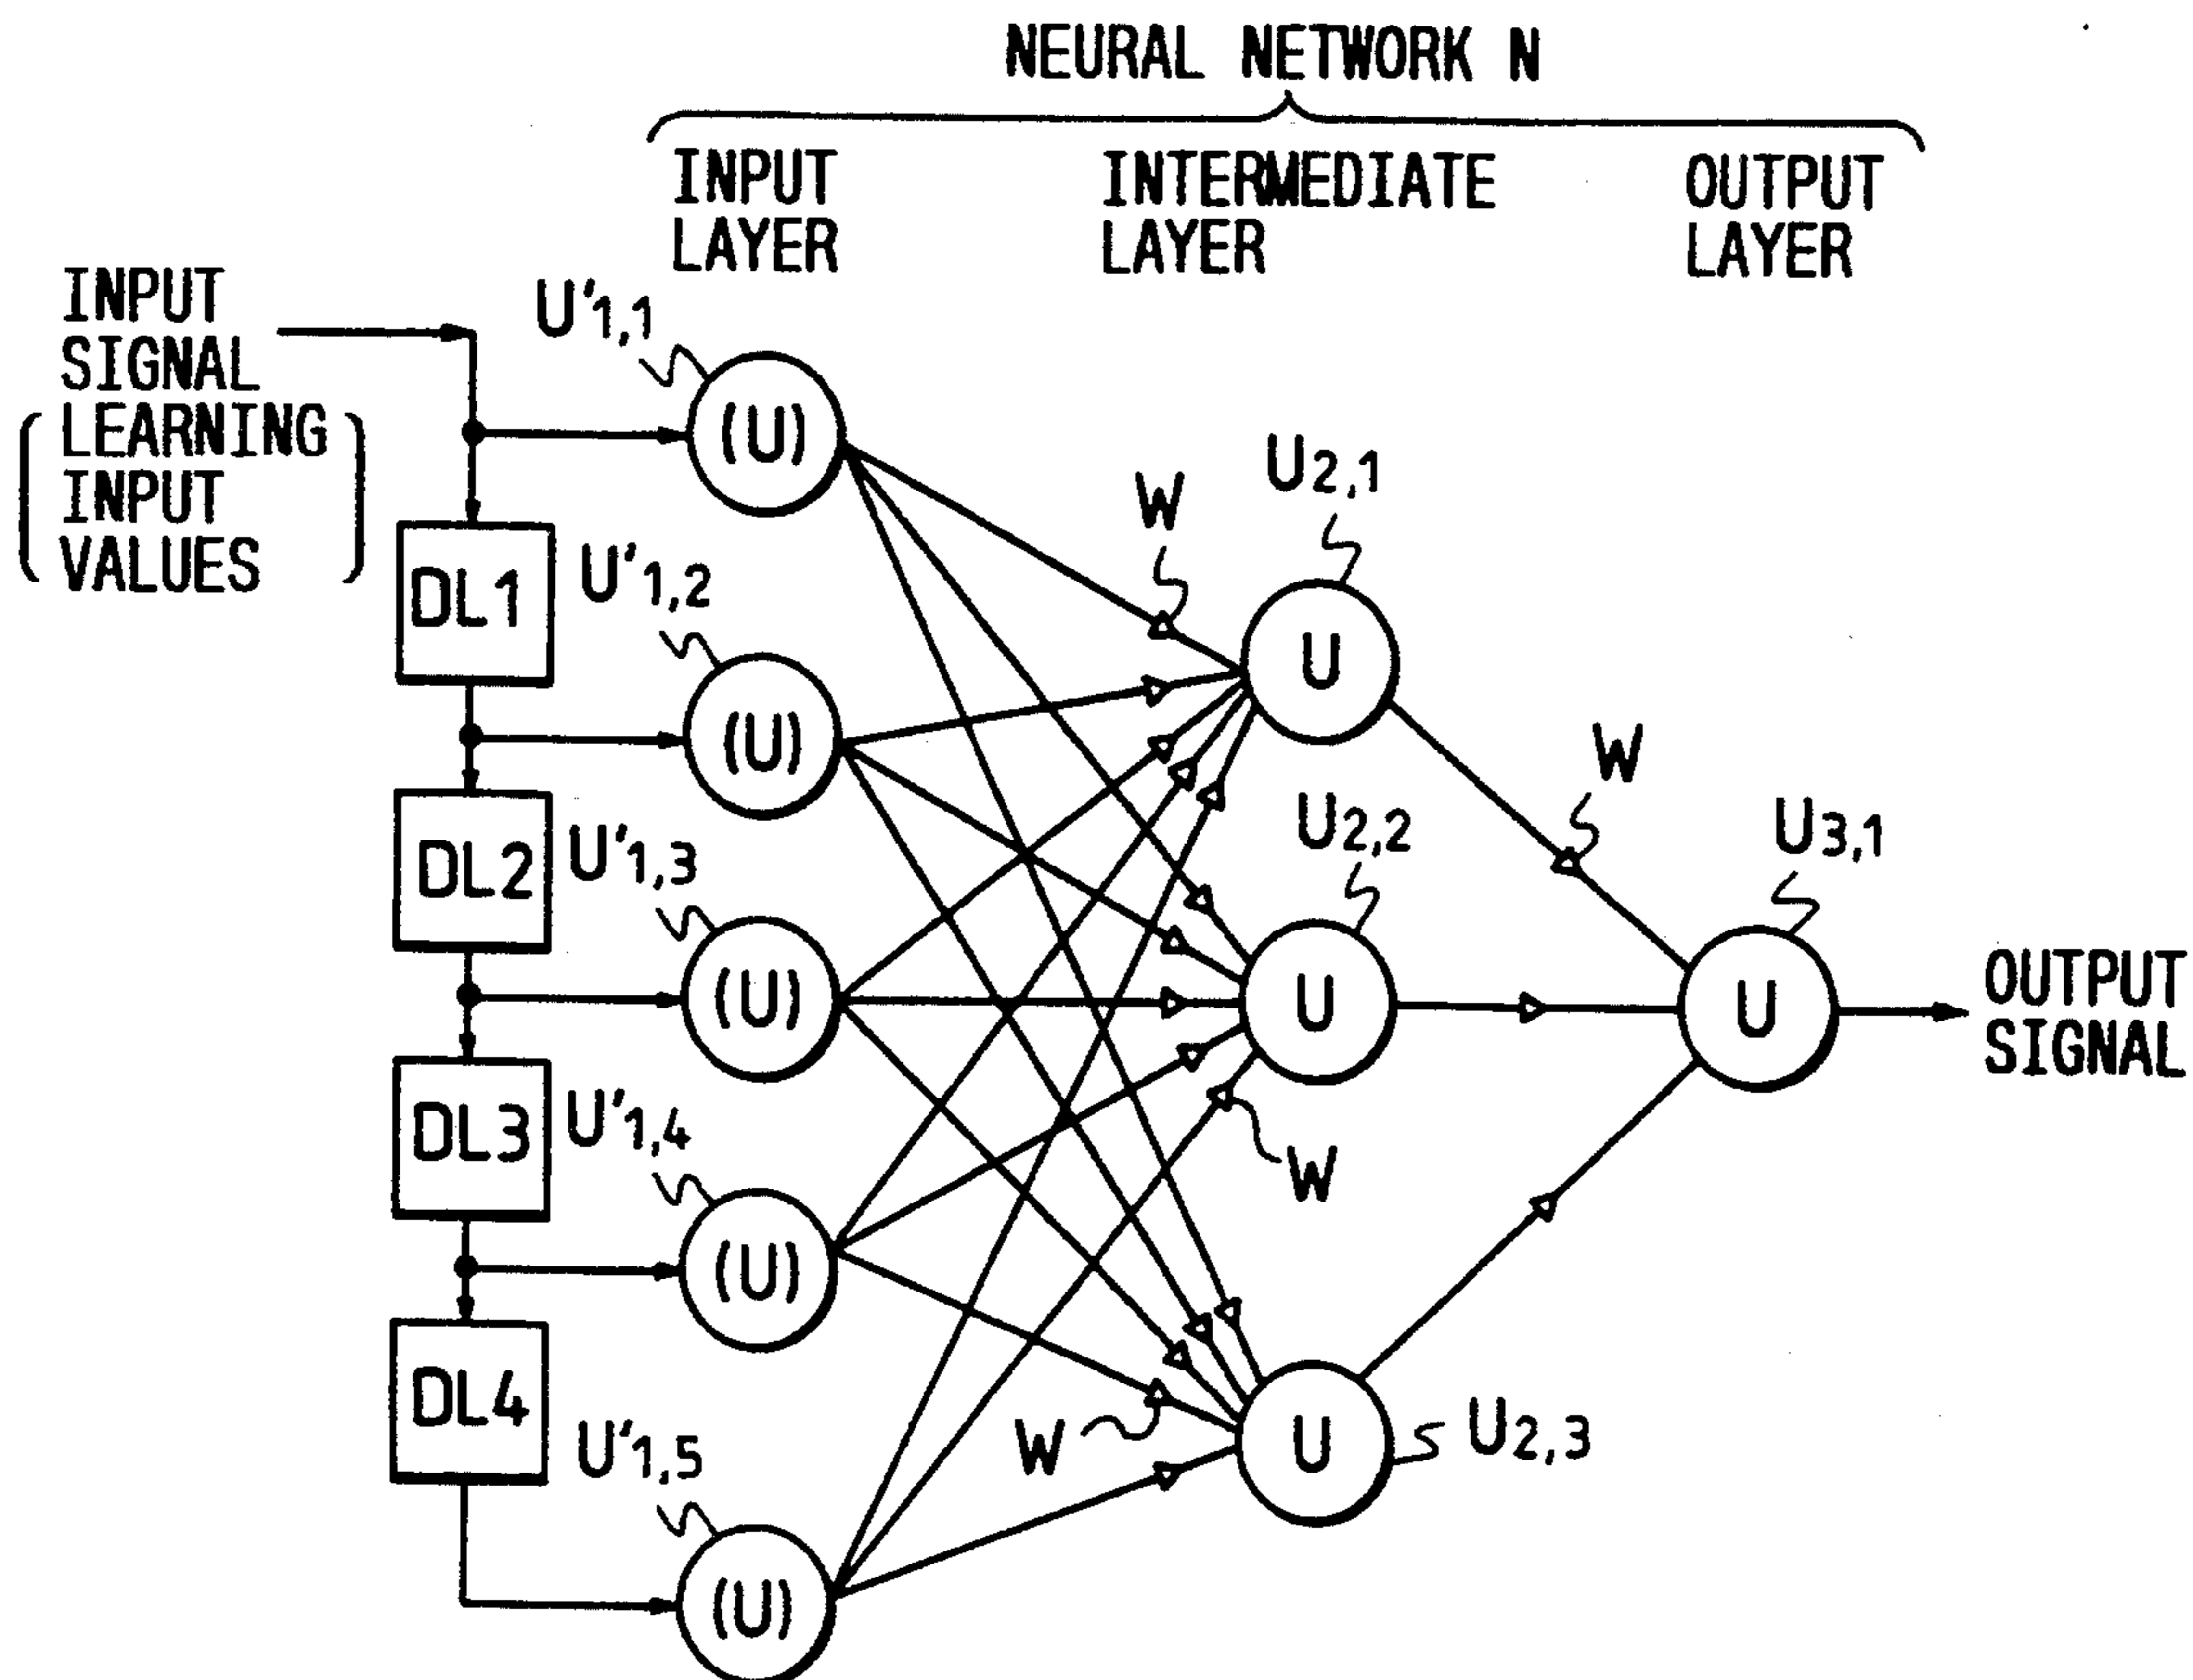 NEURAL NETWORK N
INPUT
LAYER
INTERMEDIATE
LAYER
OUTPUT
LAYER
INPUT
SIGNAL
LEARNING
INPUT
VALUES
U'1,1
(U)
DL1
U'1,2
(U)
DL2
U'1,3
(U)
DL3
U'1,4
(U)
DL4
U'1,5
(U)
W
U2,1
U
U2,2
U
W
W
U
U2,3
W
U3,1
U
OUTPUT
SIGNAL